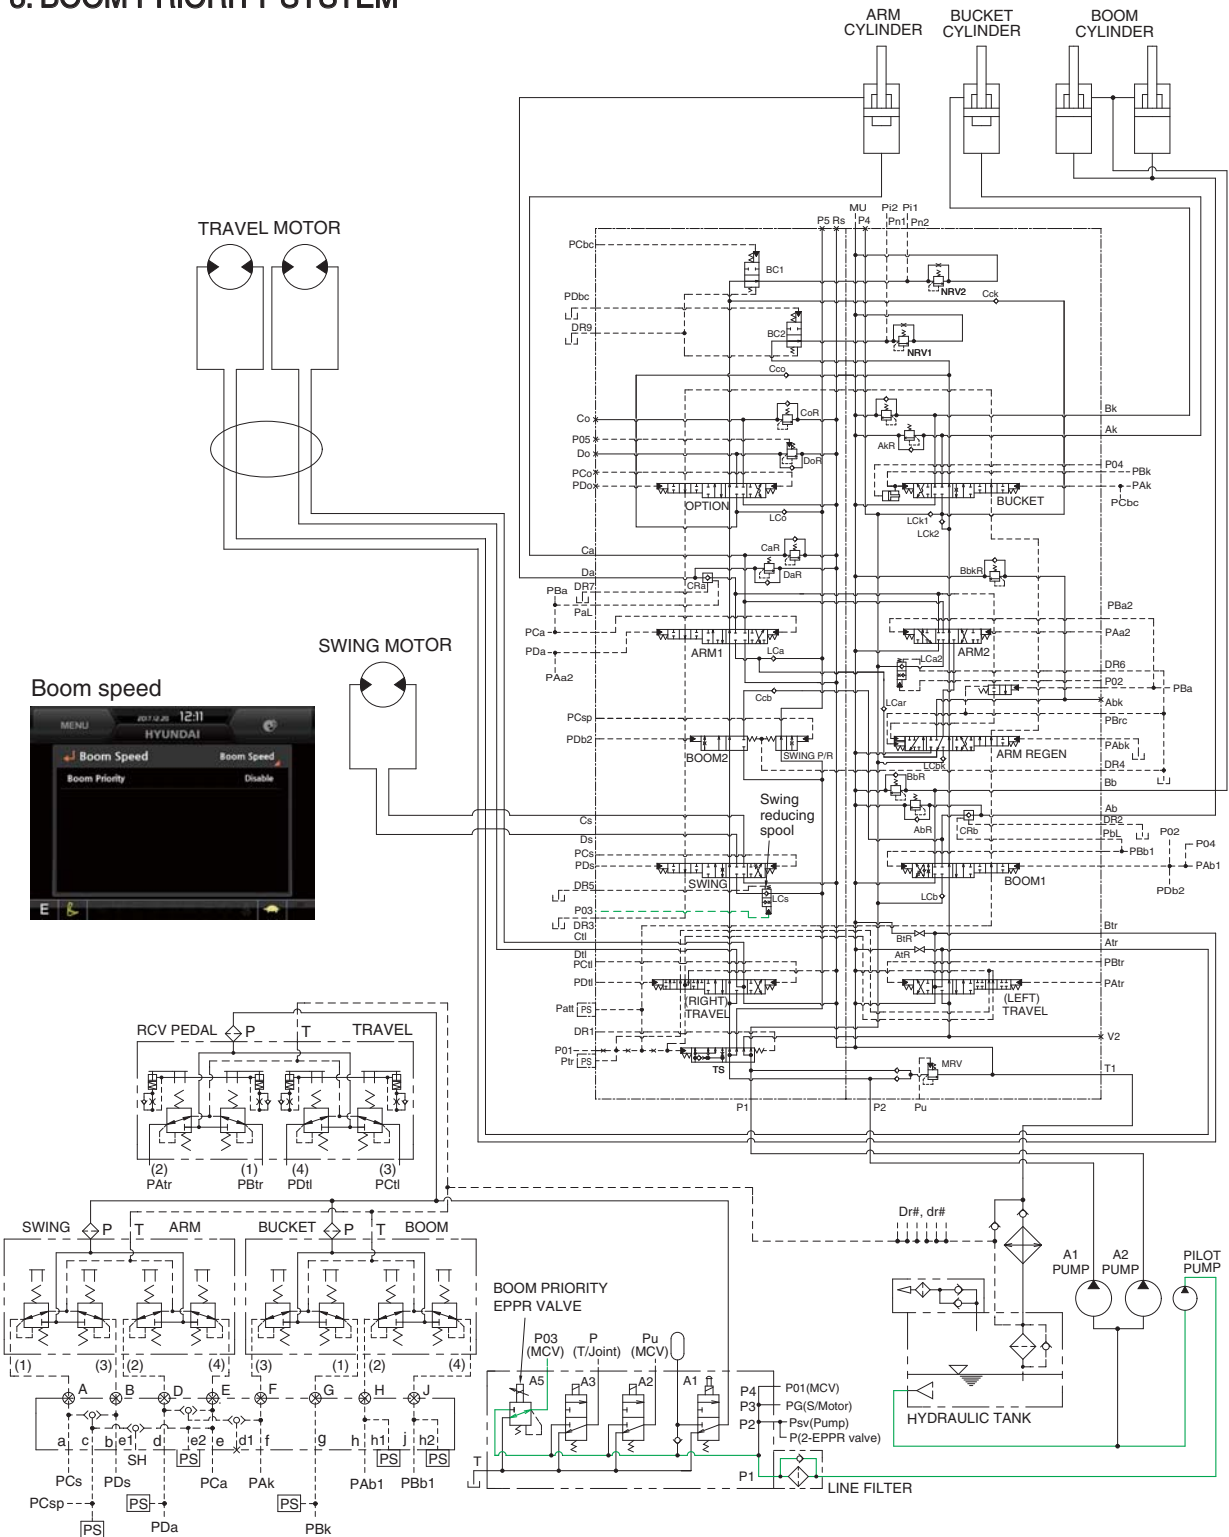 BOOM PRIORITY SYSTEM
ARM
CYLINDER
BUCKET
CYLINDER
BOOM
CYLINDER
TRAVEL MOTOR
P5 Rs
MU
P4
Pi2 Pi1
Pn1 Pn2
PCbc
BC1
NRV2
Cck
PDbc
DR9
BC2
NRV1
Cco
Co
CoR
Bk
Ak
P05
Do
DoR
AkR
PCo
PDo
P04
PBk
PAk
PCbc
OPTION
BUCKET
LCo
LCk1
LCk2
Ca
CaR
Da
DaR
CRa
BbkR
PBa
DR7
PaL
PBa2
PCa
PAa2
ARM1
ARM2
PDa
LCa
LCa2
DR6
PAa2
P02
PBa
Ccb
LCar
Abk
PCsp
PBrc
PDb2
PAbk
BOOM2
SWING P/R
ARM REGEN
LCbk
DR4
BbR
Bb
SWING MOTOR
Boom speed
MENU
2017.12.20 12:11
HYUNDAI
Boom Speed
Boom Speed
Boom Priority
Disable
E
Swing
reducing
spool
AbR
CRb
Ab
DR2
PbL
P02
P04
Cs
Ds
PCs
PDs
PBb1
PAb1
PDb2
SWING
BOOM1
DR5
LCs
LCb
P03
DR3
Ctl
Btr
BtR
Dtl
Atr
AtR
PCtl
PBtr
PDtl
PAtr
(RIGHT)
TRAVEL
(LEFT)
TRAVEL
Patt PS
DR1
V2
P01
Ptr PS
TS
MRV
T1
P1
P2
Pu
RCV PEDAL
P
T
TRAVEL
(2)
PAtr
(1)
PBtr
(4)
PDtl
(3)
PCtl
SWING
P
T
ARM
BUCKET
P
T
BOOM
Dr#, dr#
A1
PUMP
A2
PUMP
PILOT
PUMP
BOOM PRIORITY
EPPR VALVE
P03
(MCV)
P
(T/Joint)
Pu
(MCV)
(1)
(3)
(2)
(4)
(3)
(1)
(2)
(4)
A
B
D
E
F
G
H
J
A5
A3
A2
A1
P4
P3
P2
P01(MCV)
PG(S/Motor)
Psv(Pump)
P(2-EPPR valve)
HYDRAULIC TANK
a
c
b
e1
d
e2
e
d1
f
g
h
h1
j
h2
SH
PS
PS
PS
T
P1
LINE FILTER
PCs
PDs
PCa
PAk
PAb1
PBb1
PCsp
PS
PS
PS
PDa
PBk